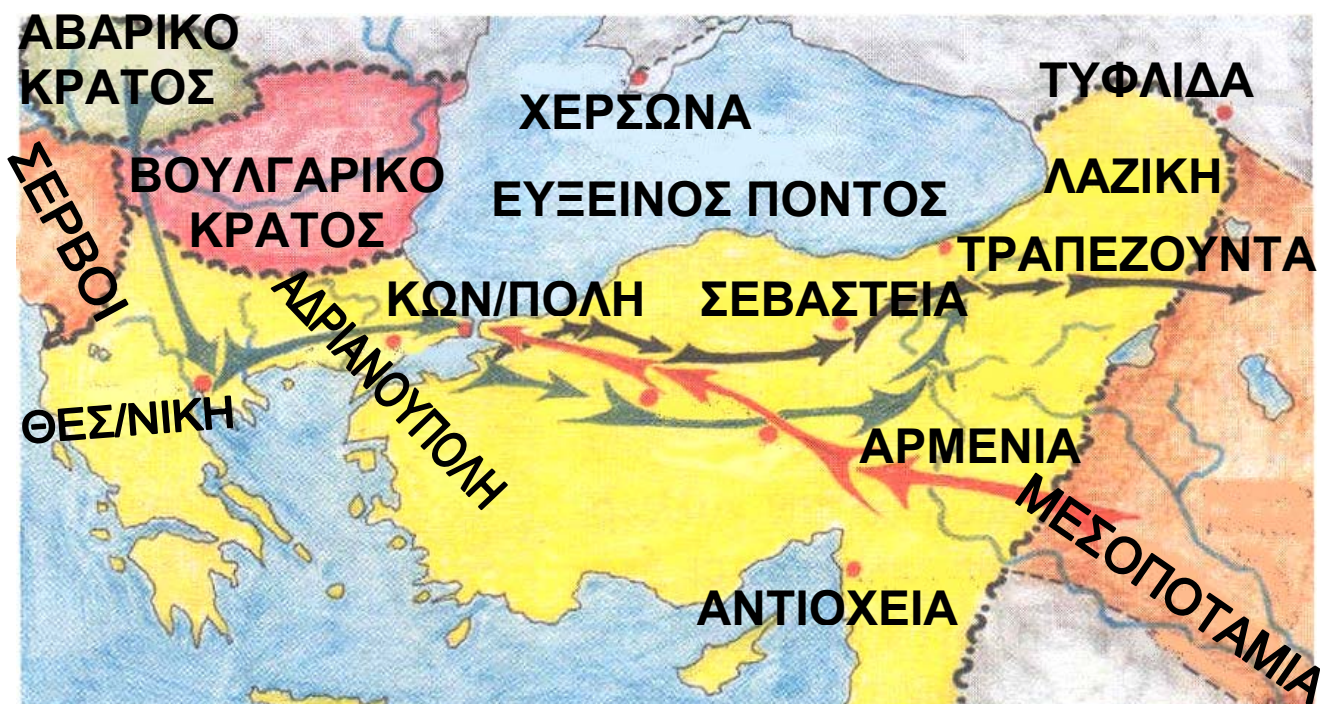 ΑΒΑΡΙΚΟ
ΚΡΑΤΟΣ
ΤΥΦΛΙΔΑ
ΧΕΡΣΩΝΑ
ΣΕΡΒΟΙ
ΒΟΥΛΓΑΡΙΚΟ
ΚΡΑΤΟΣ
ΛΑΖΙΚΗ
ΕΥΞΕΙΝΟΣ ΠΟΝΤΟΣ
ΤΡΑΠΕΖΟΥΝΤΑ
ΑΔΡΙΑΝΟΥΠΟΛΗ
ΚΩΝ/ΠΟΛΗ
ΣΕΒΑΣΤΕΙΑ
ΘΕΣ/ΝΙΚΗ
ΑΡΜΕΝΙΑ
ΜΕΣΟΠΟΤΑΜΙΑ
ΑΝΤΙΟΧΕΙΑ